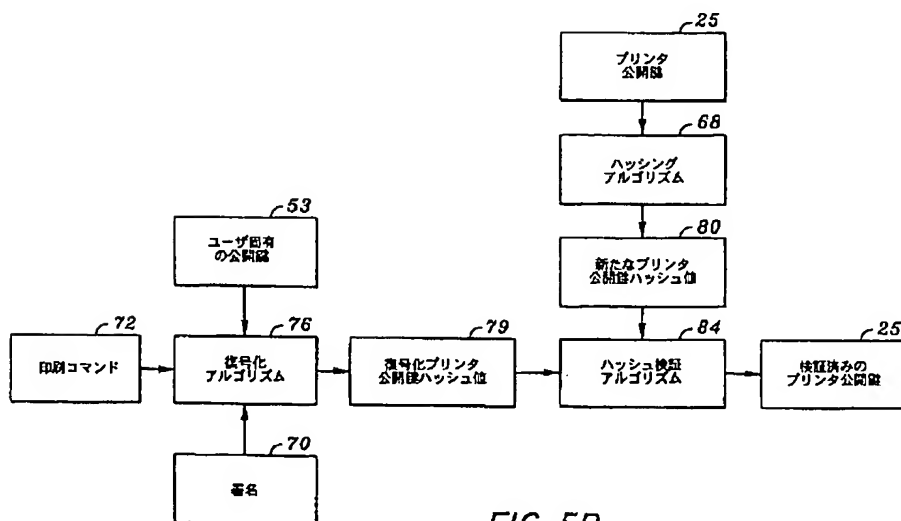 25
プリンタ
公開鍵
68
ハッシング
アルゴリズム
53
ユーザ固有
の公開鍵
80
新たなプリンタ
公開鍵ハッシュ値
72
印刷コマンド
76
復号化
アルゴリズム
79
復号化プリンタ
公開鍵ハッシュ値
84
ハッシュ検証
アルゴリズム
25
検証済みの
プリンタ公開鍵
70
署名
FIG. 5B